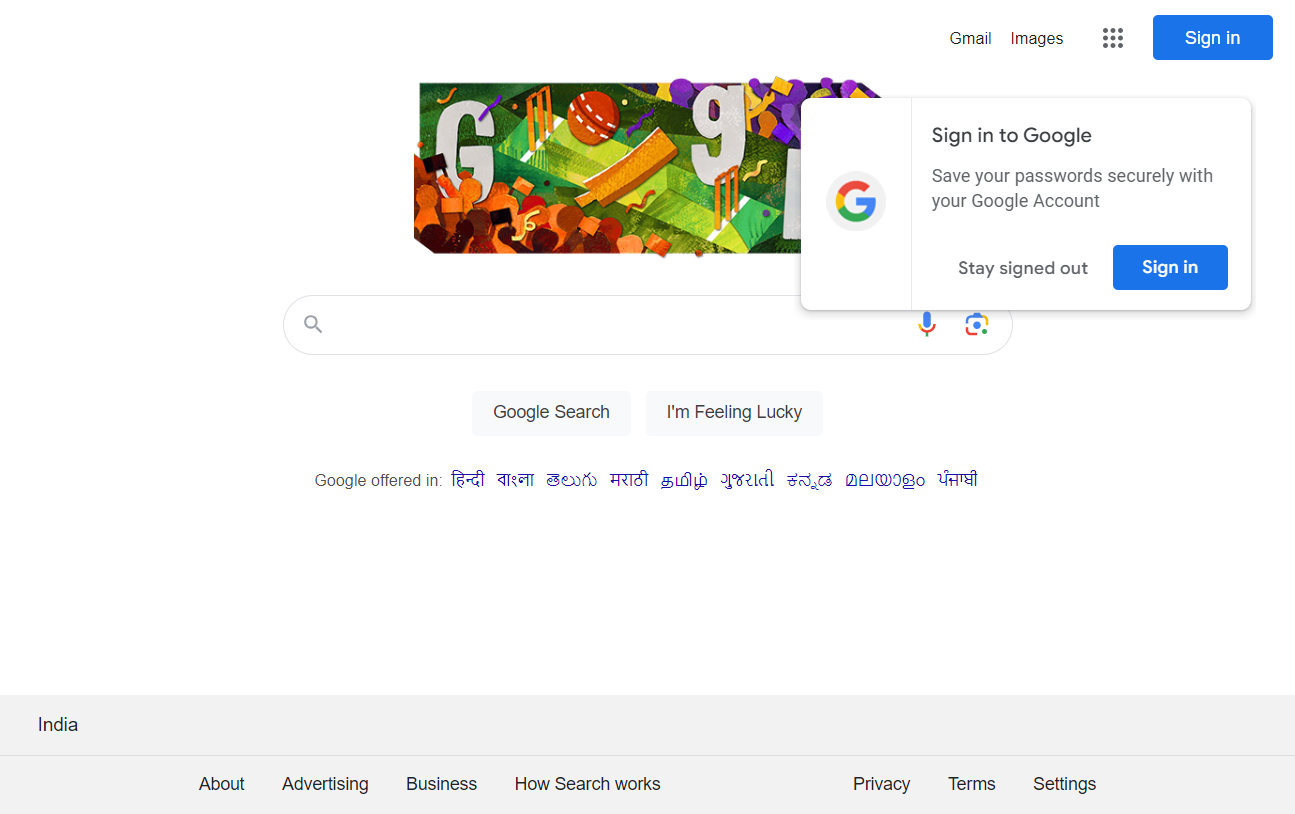 Gmail Images Sign in
Sign in to Google
Save your passwords securely with
your Google Account
Stay signed out Sign in
Google Search I'm Feeling Lucky
Google offered in: हिन्दी বাংলা తెలుగు मराठी தமிழ் ગુજરાતી ಕನ್ನಡ മലയാളം ਪੰਜਾਬੀ
India
About Advertising Business How Search works Privacy Terms Settings